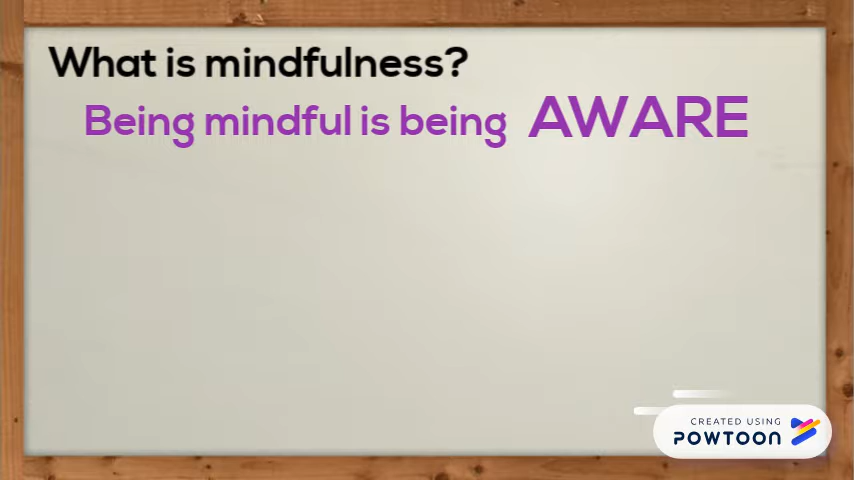 What is mindfulness?
Being mindful is being AWARE
CREATED USING
POWTOON